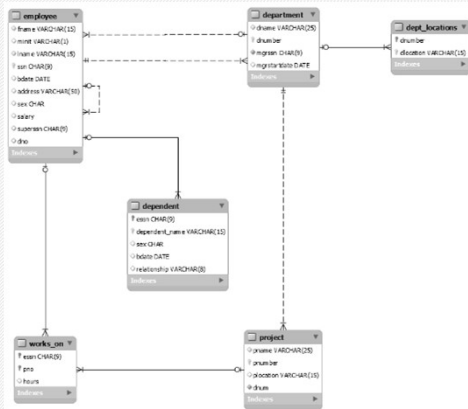 employee
fname VARCHAR(15)
minit VARCHAR(1)
lname VARCHAR(15)
ssn CHAR(9)
bdate DATE
address VARCHAR(50)
sex CHAR
salary
superssn CHAR(9)
dno
Indexes
department
dname VARCHAR(25)
dnumber
mgrssn CHAR(9)
mgrstartdate DATE
Indexes
dept_locations
dnumber
dlocation VARCHAR(15)
Indexes
dependent
essn CHAR(9)
dependent_name VARCHAR(15)
sex CHAR
bdate DATE
relationship VARCHAR(8)
Indexes
works_on
essn CHAR(9)
pno
hours
Indexes
project
pname VARCHAR(25)
pnumber
plocation VARCHAR(15)
dnum
Indexes